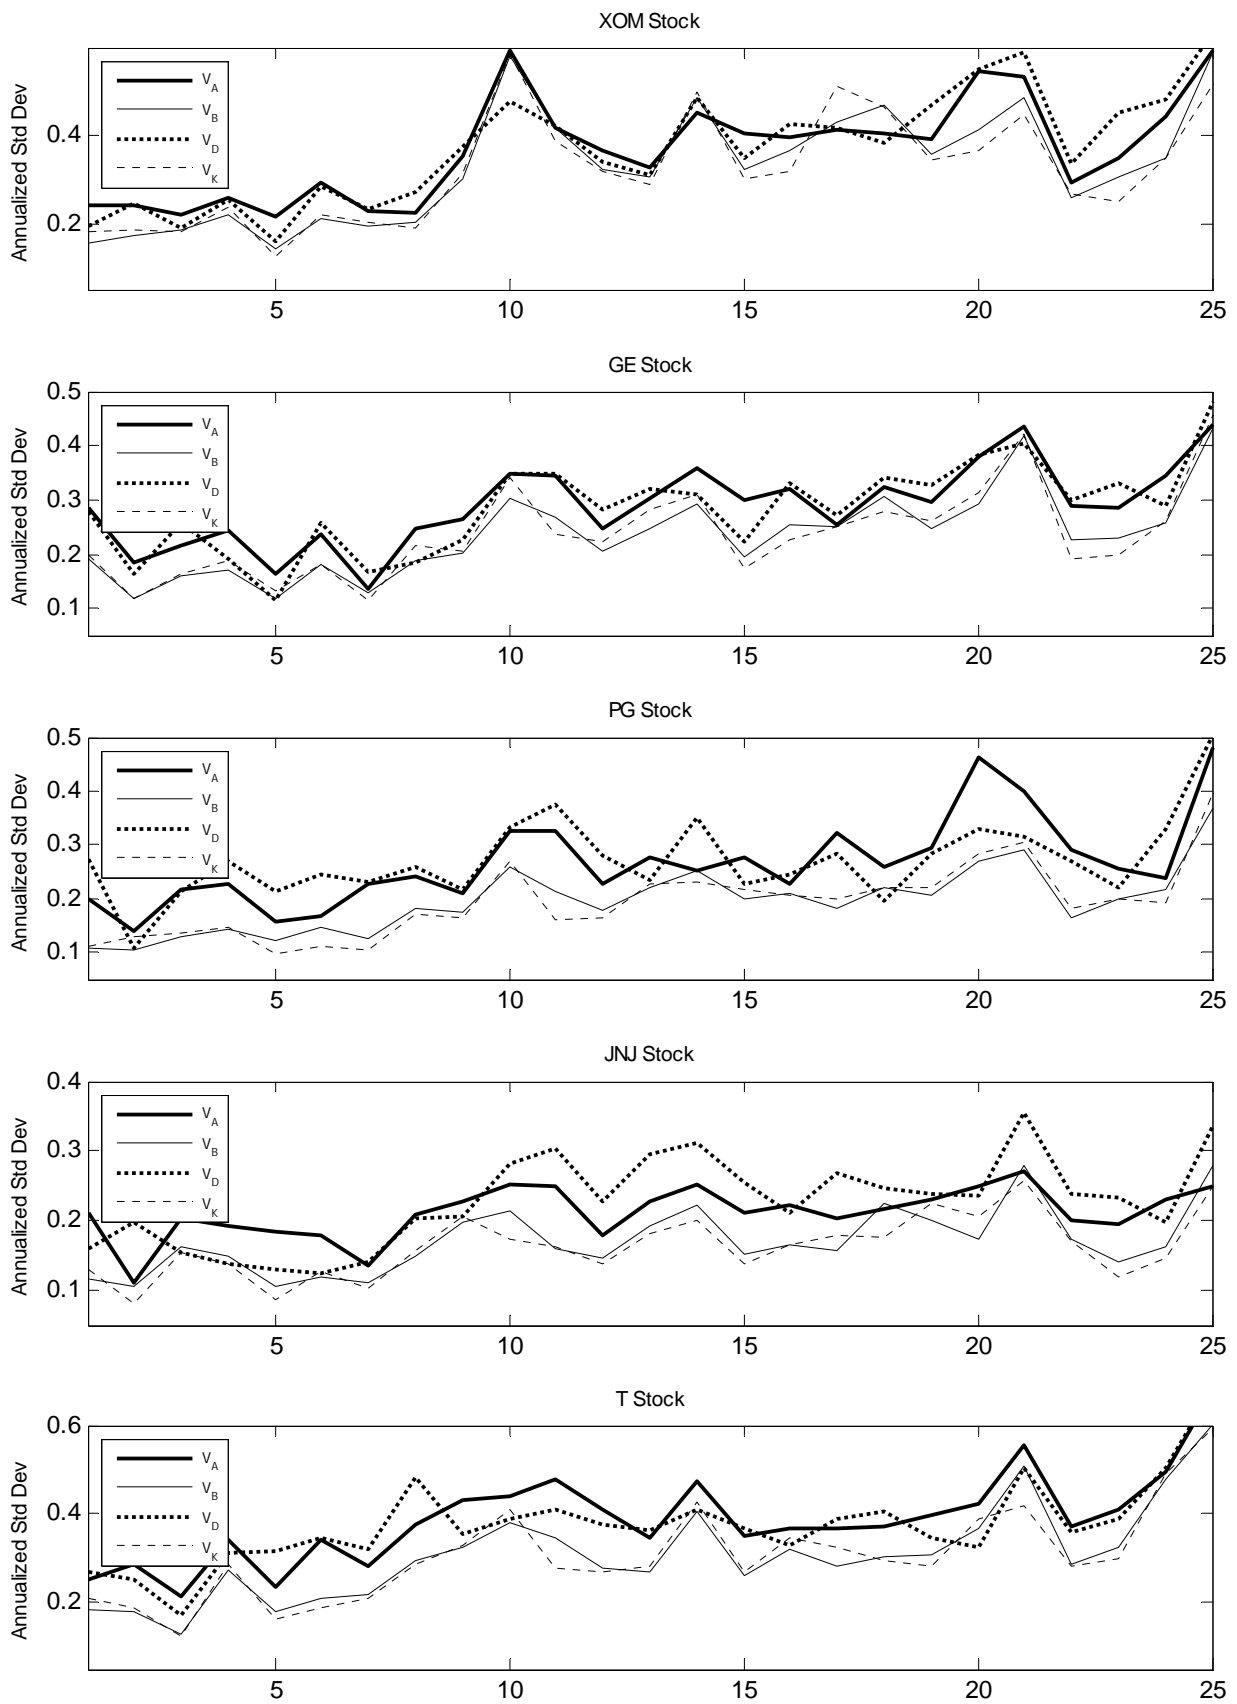 XOM Stock
Annualized Std Dev
0.4
0.2
V_A
V_B
V_D
V_K
5 10 15 20 25
GE Stock
Annualized Std Dev
0.5
0.4
0.3
0.2
0.1
V_A
V_B
V_D
V_K
5 10 15 20 25
PG Stock
Annualized Std Dev
0.5
0.4
0.3
0.2
0.1
V_A
V_B
V_D
V_K
5 10 15 20 25
JNJ Stock
Annualized Std Dev
0.4
0.3
0.2
0.1
V_A
V_B
V_D
V_K
5 10 15 20 25
T Stock
Annualized Std Dev
0.6
0.4
0.2
V_A
V_B
V_D
V_K
5 10 15 20 25